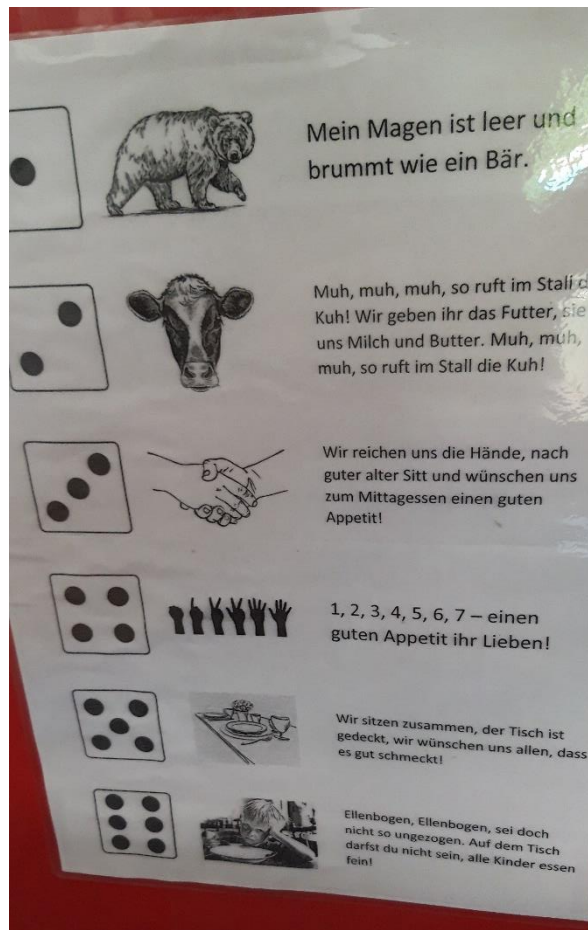 Mein Magen ist leer und
brummt wie ein Bär.
Muh, muh, muh, so ruft im Stall
Kuh! Wir geben ihr das Futter, sie
uns Milch und Butter. Muh, muh,
muh, so ruft im Stall die Kuh!
Wir reichen uns die Hände, nach
guter alter Sitt und wünschen uns
zum Mittagessen einen guten
Appetit!
1, 2, 3, 4, 5, 6, 7 – einen
guten Appetit ihr Lieben!
Wir sitzen zusammen, der Tisch ist
gedeckt, wir wünschen uns allen, dass
es gut schmeckt!
Ellenbogen, Ellenbogen, sei doch
nicht so ungezogen. Auf dem Tisch
darfst du nicht sein, alle Kinder essen
fein!